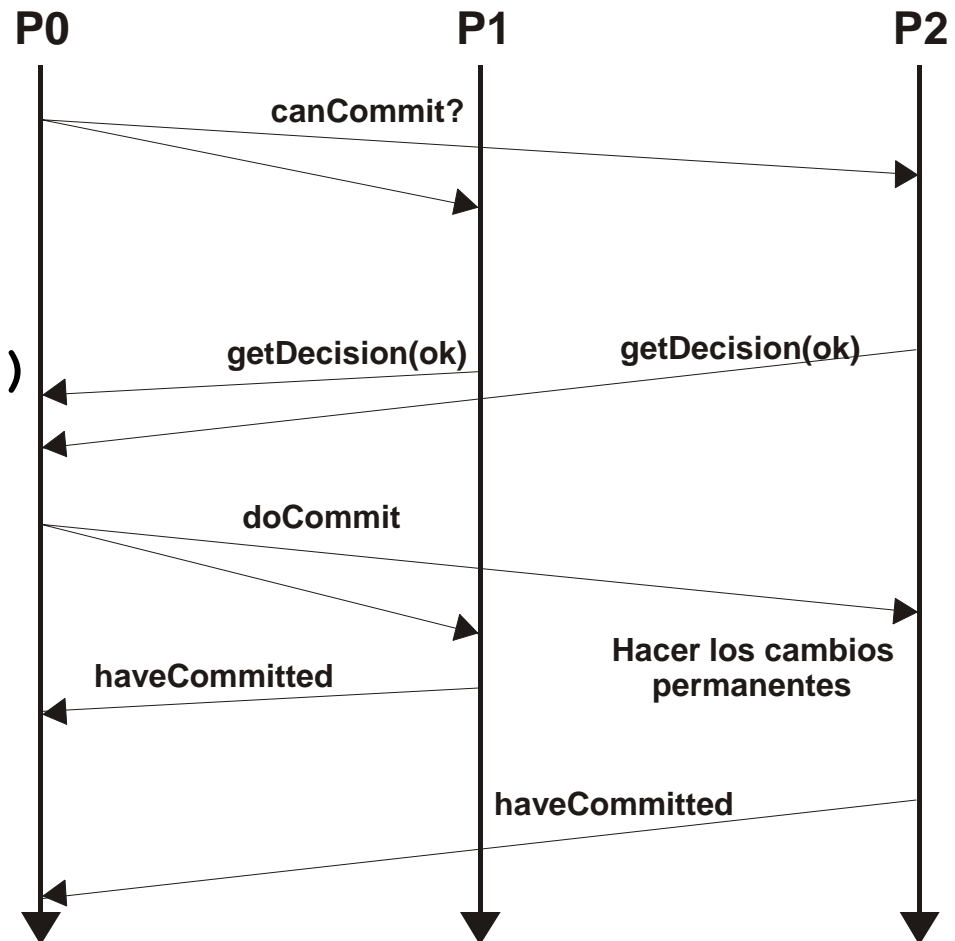 P0 P1 P2
canCommit?
getDecision(ok) getDecision(ok)
)
doCommit
Hacer los cambios
permanentes
haveCommitted
haveCommitted